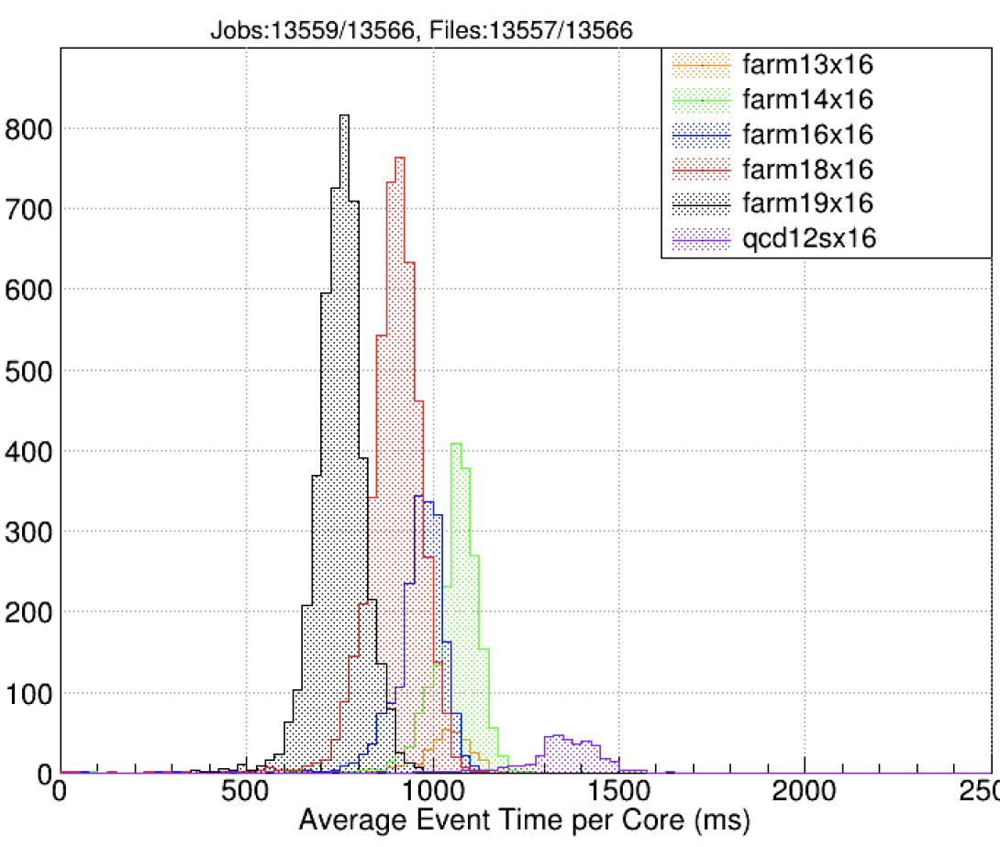 Jobs:13559/13566, Files:13557/13566
farm13x16
farm14x16
farm16x16
farm18x16
farm19x16
qcd12sx16
800
700
600
500
400
300
200
100
0
0 500 1000 1500 2000 250
Average Event Time per Core (ms)